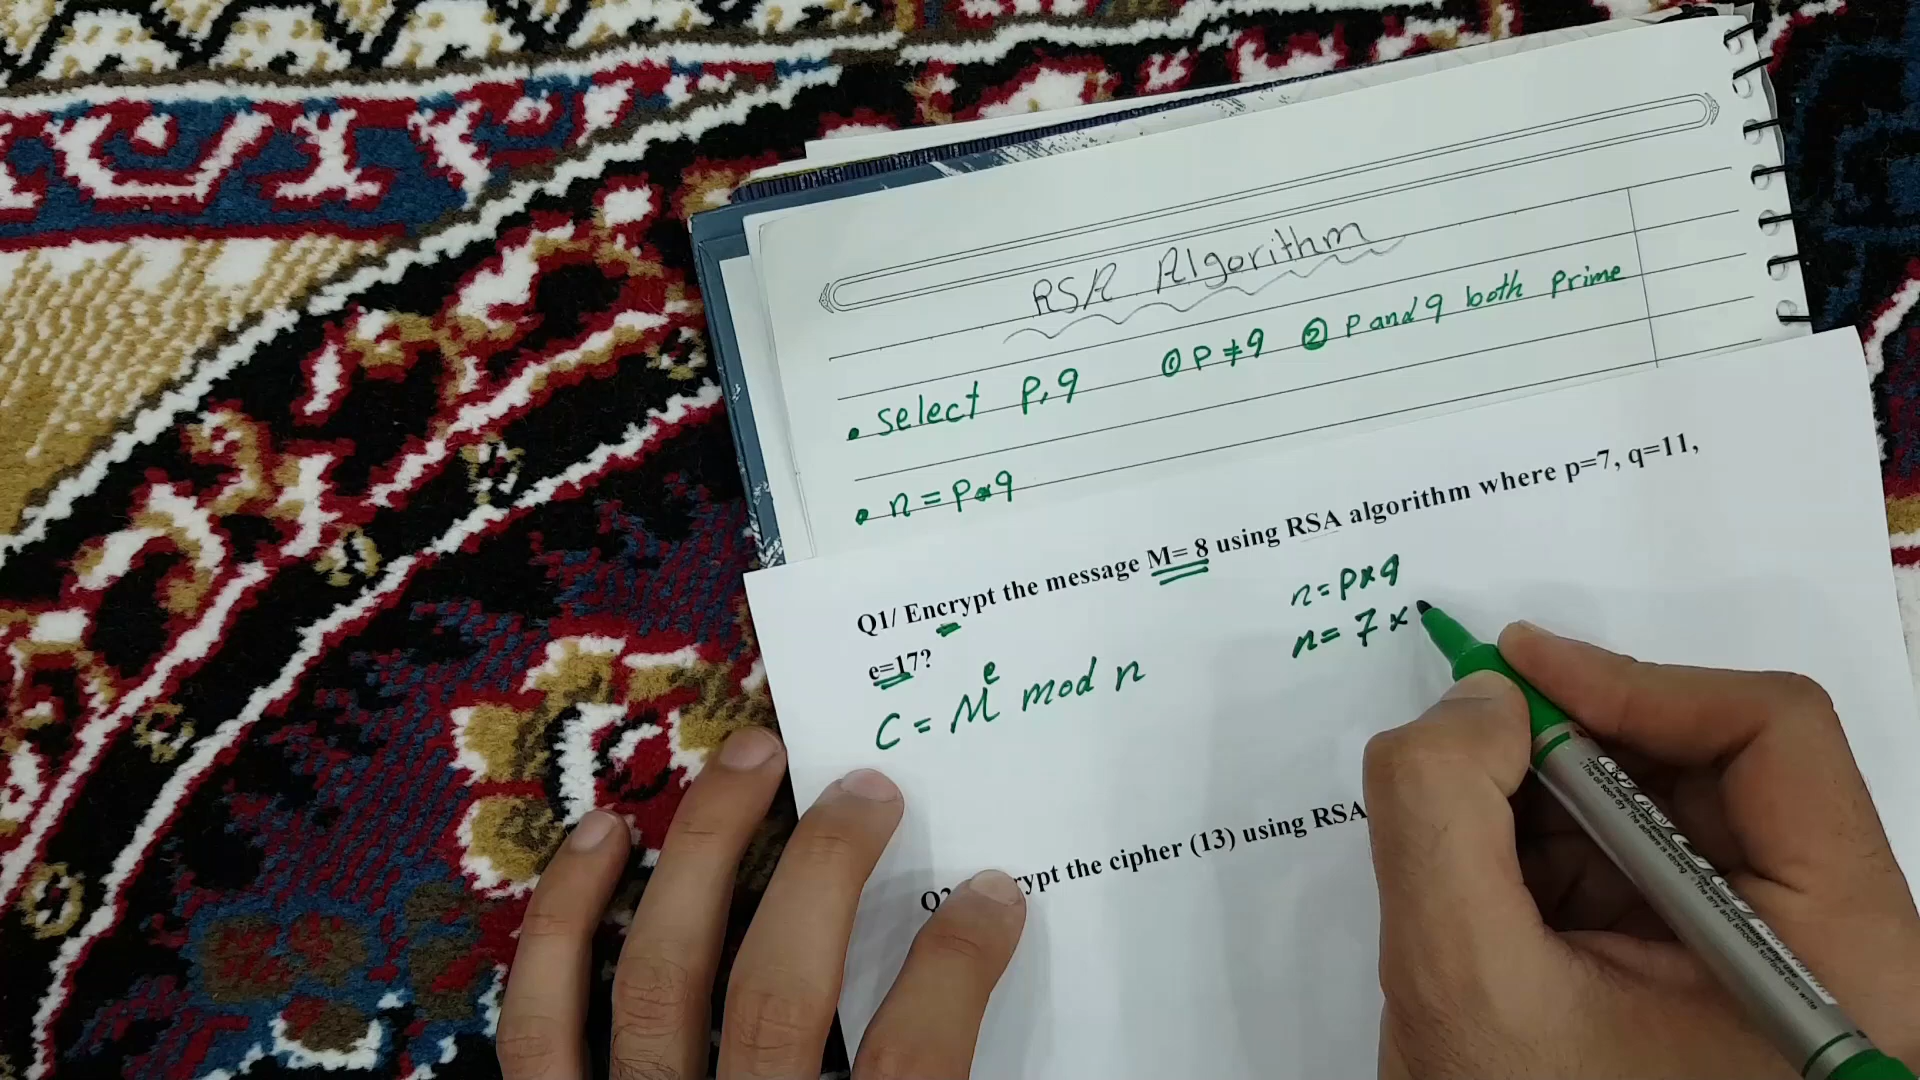 RSA Algorithm
• select p, q ① p ≠ q ② p and q both prime
• n = p * q
Q1/ Encrypt the message M= 8 using RSA algorithm where p=7, q=11,
e=17?
n = p × q
n = 7 ×
C = M^e mod n
crypt the cipher (13) using RSA